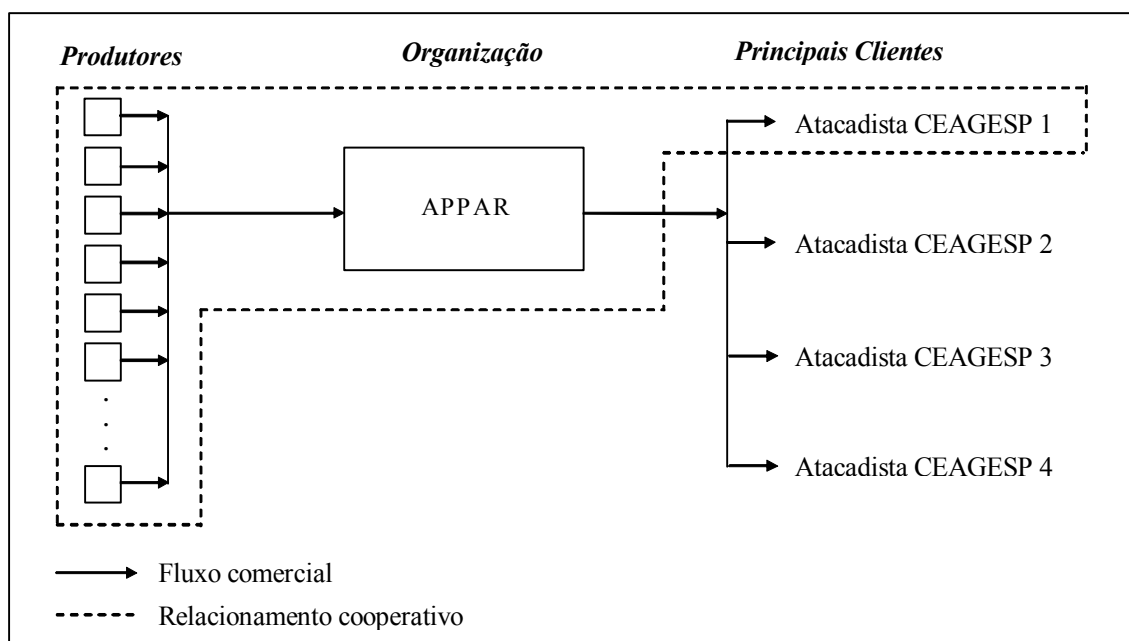 Produtores Organização Principais Clientes
Atacadista CEAGESP 1
APPAR
Atacadista CEAGESP 2
Atacadista CEAGESP 3
Atacadista CEAGESP 4
Fluxo comercial
Relacionamento cooperativo